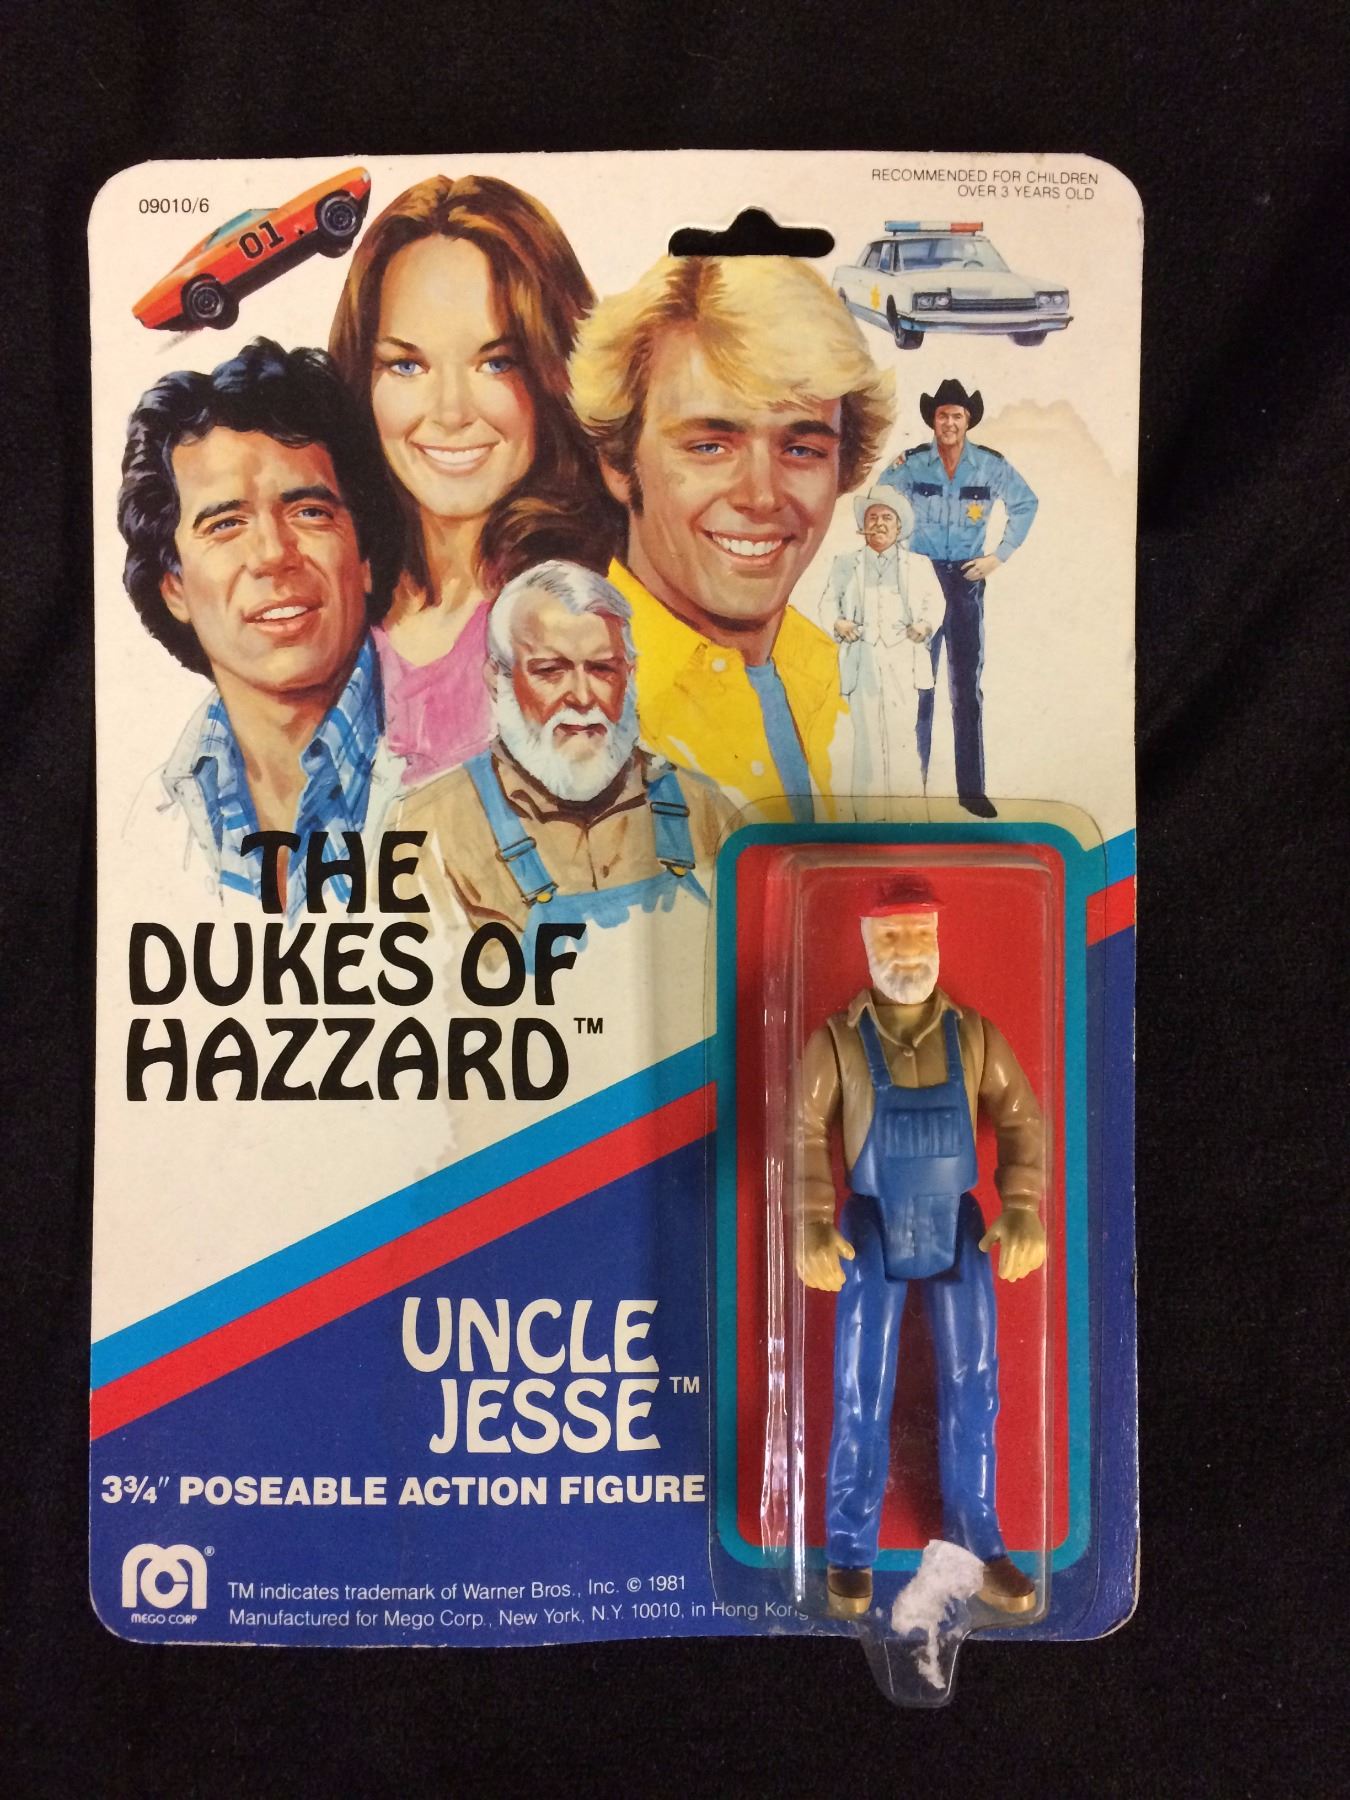 09010/6
RECOMMENDED FOR CHILDREN
OVER 3 YEARS OLD
01
THE
DUKES OF
HAZZARD™
UNCLE
JESSE™
3¾" POSEABLE ACTION FIGURE
MEGO CORP ®
TM indicates trademark of Warner Bros., Inc. © 1981
Manufactured for Mego Corp., New York, N.Y. 10010, in Hong Kong